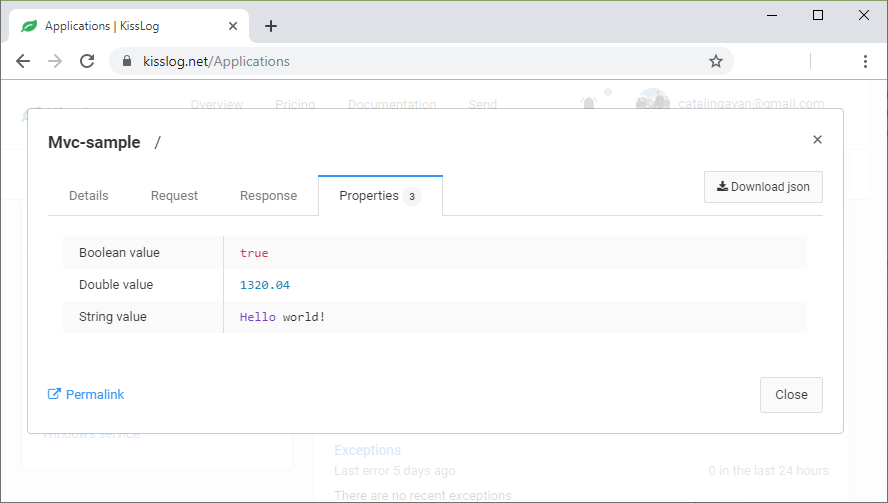 Applications | KissLog
kisslog.net/Applications
Overview Pricing Documentation Send catalingavan@gmail.com
Mvc-sample /
Details Request Response Properties 3 Download json
Boolean value true
Double value 1320.04
String value Hello world!
Permalink Close
Windows service
Exceptions
Last error 5 days ago 0 in the last 24 hours
There are no recent exceptions